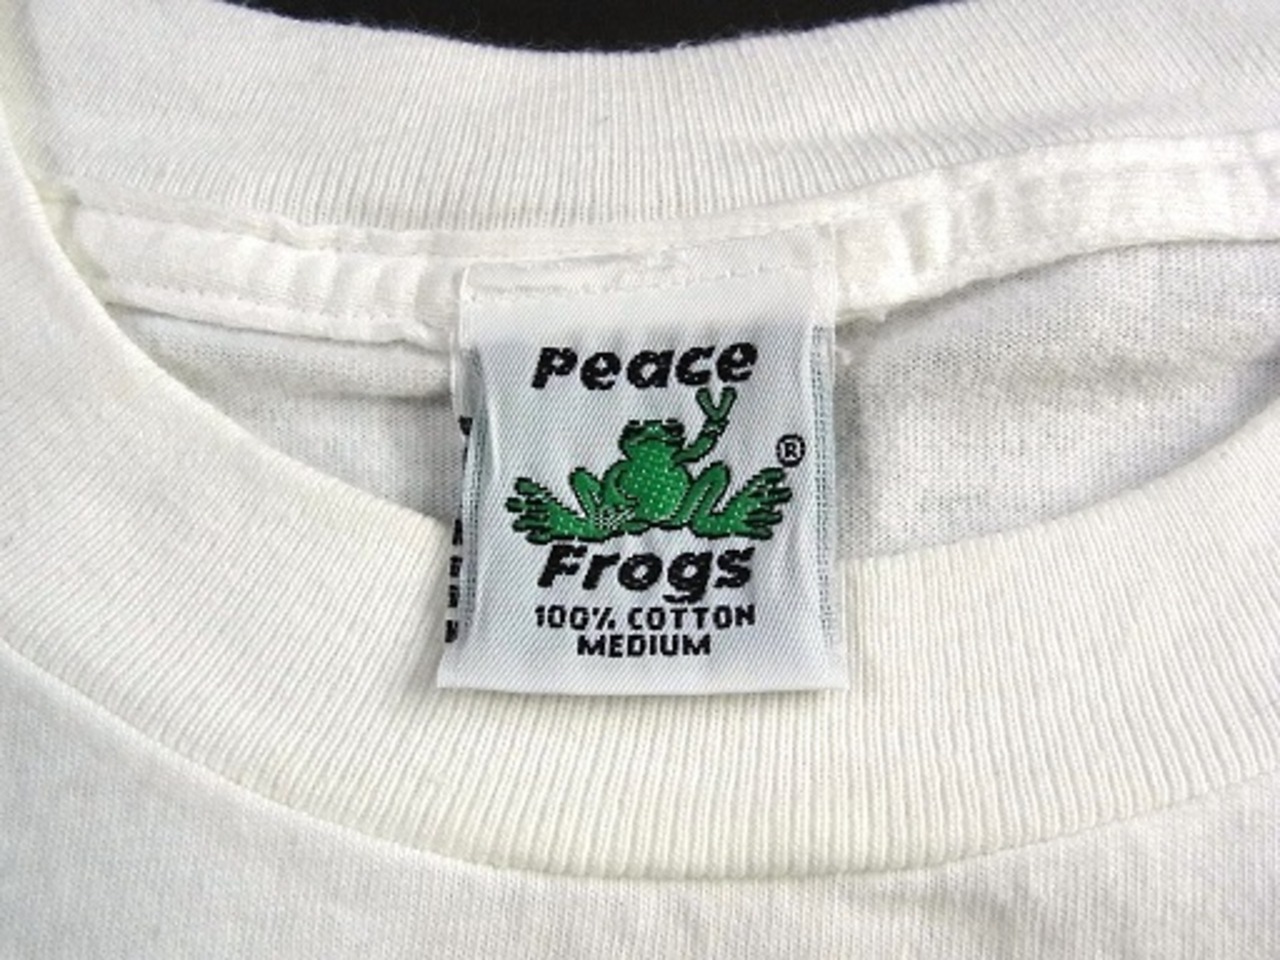 Peace
®
Frogs
100% COTTON
MEDIUM